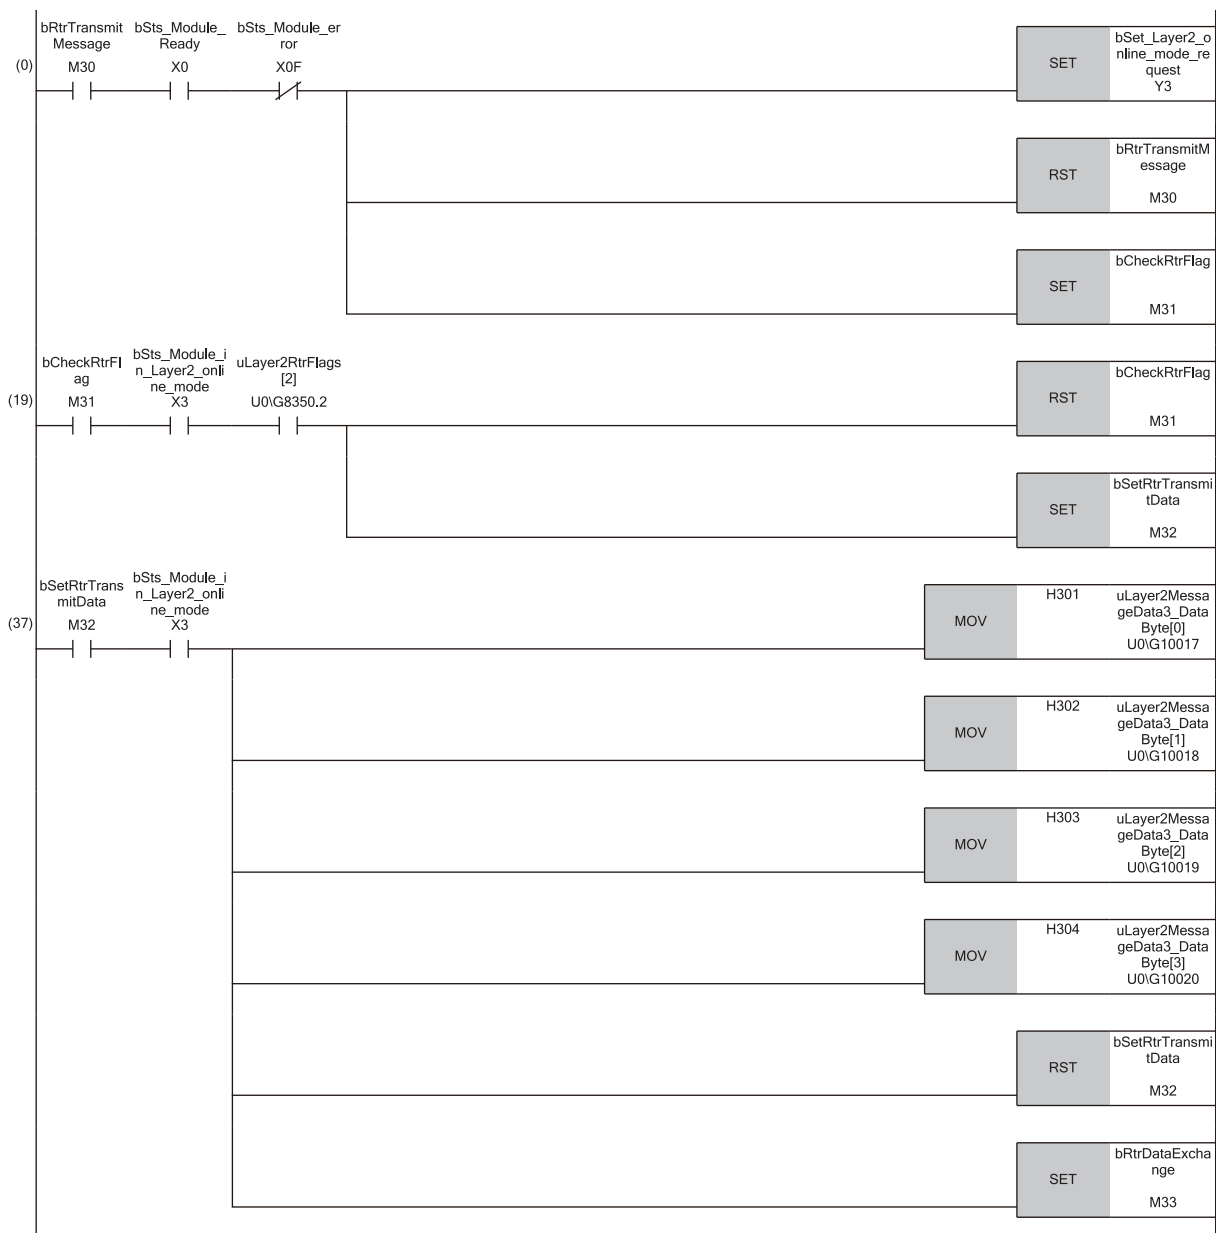 bRtrTransmit bSts_Module_ bSts_Module_er
Message Ready ror
(0) M30 X0 X0F
SET bSet_Layer2_o
nline_mode_re
quest
Y3
RST bRtrTransmitM
essage
M30
SET bCheckRtrFlag
M31
bCheckRtrFl bSts_Module_i uLayer2RtrFlags
ag n_Layer2_onli [2]
ne_mode
(19) M31 X3 U0\G8350.2
RST bCheckRtrFlag
M31
SET bSetRtrTransmi
tData
M32
bSetRtrTrans bSts_Module_i
mitData n_Layer2_onli
ne_mode
(37) M32 X3
MOV H301 uLayer2Messa
geData3_Data
Byte[0]
U0\G10017
MOV H302 uLayer2Messa
geData3_Data
Byte[1]
U0\G10018
MOV H303 uLayer2Messa
geData3_Data
Byte[2]
U0\G10019
MOV H304 uLayer2Messa
geData3_Data
Byte[3]
U0\G10020
RST bSetRtrTransmi
tData
M32
SET bRtrDataExcha
nge
M33